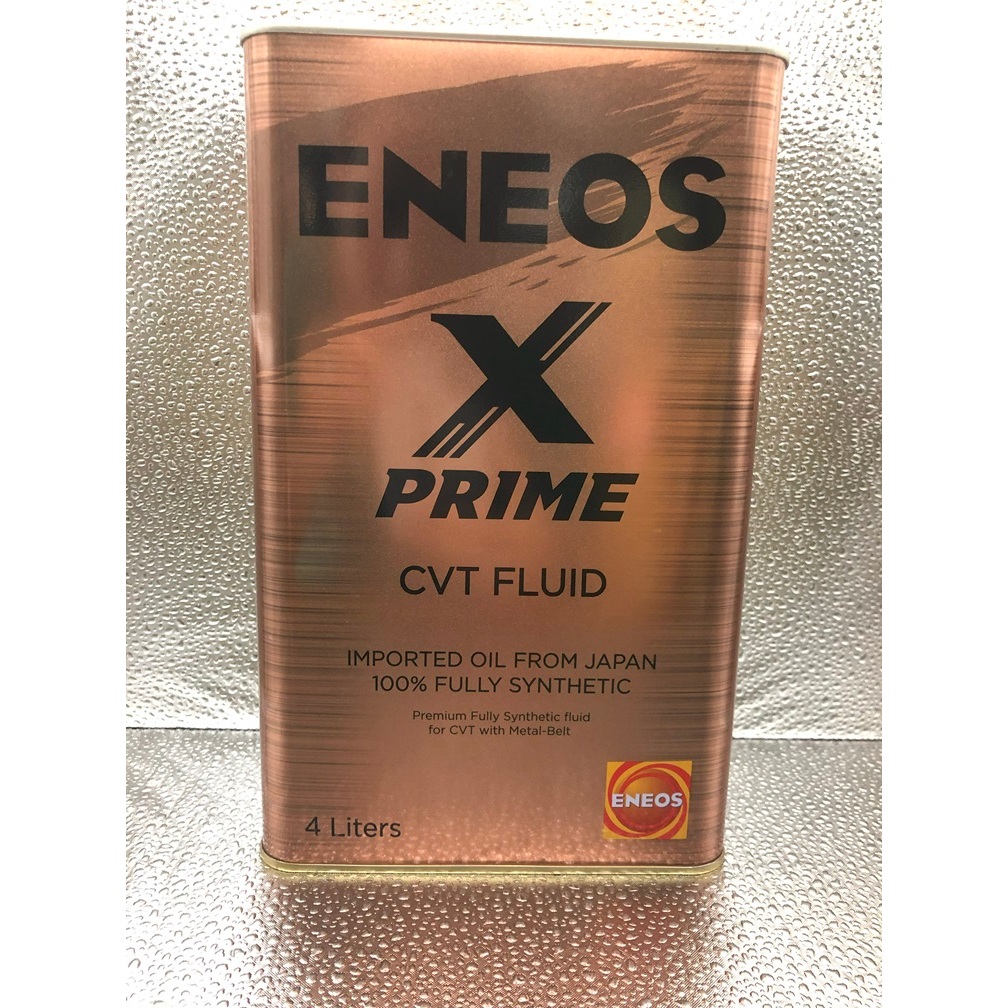 ENEOS
X
PRIME
CVT FLUID
IMPORTED OIL FROM JAPAN
100% FULLY SYNTHETIC
Premium Fully Synthetic fluid
for CVT with Metal-Belt
ENEOS
4 Liters